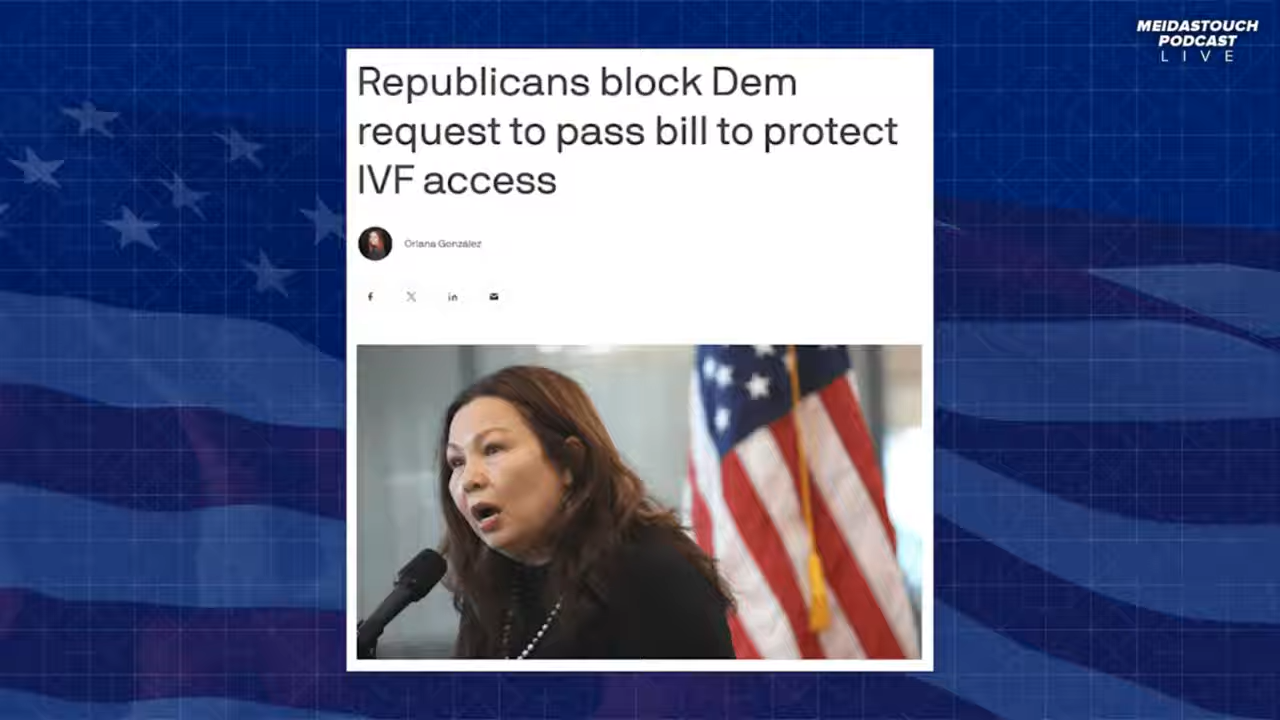 MEIDASTOUCH
PODCAST
LIVE
Republicans block Dem
request to pass bill to protect
IVF access
Oriana González